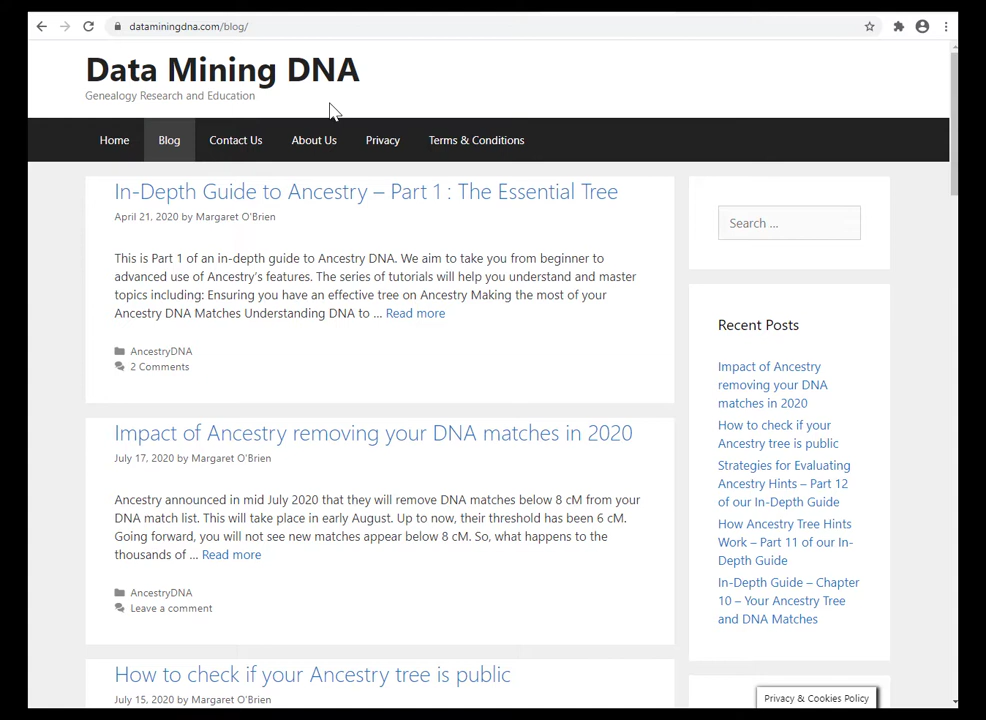 dataminingdna.com/blog/
Data Mining DNA
Genealogy Research and Education
Home Blog Contact Us About Us Privacy Terms & Conditions
In-Depth Guide to Ancestry – Part 1 : The Essential Tree
April 21, 2020 by Margaret O'Brien
This is Part 1 of an in-depth guide to Ancestry DNA. We aim to take you from beginner to
advanced use of Ancestry's features. The series of tutorials will help you understand and master
topics including: Ensuring you have an effective tree on Ancestry Making the most of your
Ancestry DNA Matches Understanding DNA to ... Read more
AncestryDNA
2 Comments
Impact of Ancestry removing your DNA matches in 2020
July 17, 2020 by Margaret O'Brien
Ancestry announced in mid July 2020 that they will remove DNA matches below 8 cM from your
DNA match list. This will take place in early August. Up to now, their threshold has been 6 cM.
Going forward, you will not see new matches appear below 8 cM. So, what happens to the
thousands of ... Read more
AncestryDNA
Leave a comment
How to check if your Ancestry tree is public
July 15, 2020 by Margaret O'Brien
Search ...
Recent Posts
Impact of Ancestry
removing your DNA
matches in 2020
How to check if your
Ancestry tree is public
Strategies for Evaluating
Ancestry Hints – Part 12
of our In-Depth Guide
How Ancestry Tree Hints
Work – Part 11 of our In-
Depth Guide
In-Depth Guide – Chapter
10 – Your Ancestry Tree
and DNA Matches
Privacy & Cookies Policy